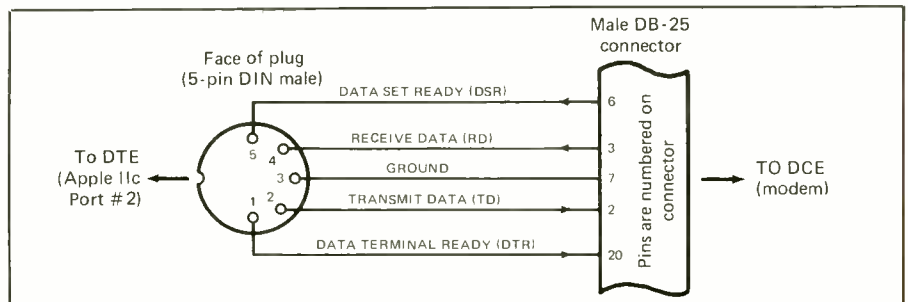 Face of plug
(5-pin DIN male)
Male DB-25
connector
DATA SET READY (DSR)
6
5
RECEIVE DATA (RD)
3
4
To DTE
(Apple IIc
Port #2)
GROUND
7
3
TRANSMIT DATA (TD)
2
2
1
DATA TERMINAL READY (DTR)
20
Pins are numbered on
connector
TO DCE
(modem)